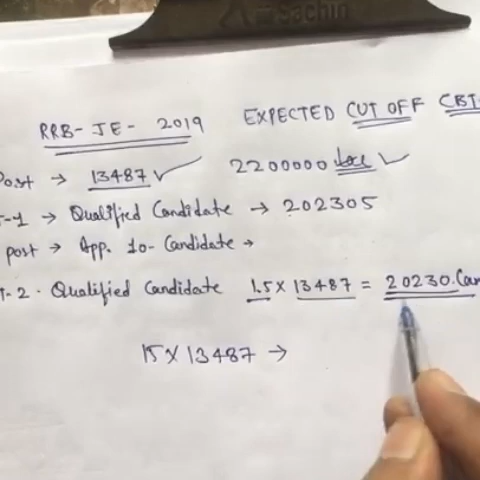 Sachin
RRB-JE-2019 EXPECTED CUT OFF CBT
Post → 13487 ✓ 2200000 ✓
T-1 → Qualified Candidate → 202305
post → App. 10- Candidate →
T-2. Qualified Candidate 1.5 × 13487 = 20230. Can
15 × 13487 →